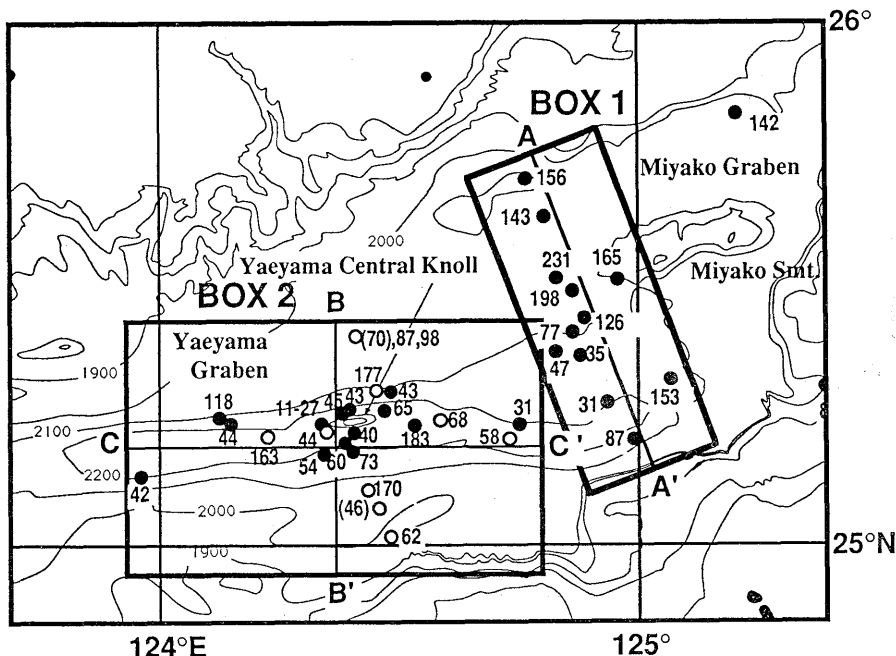 26°
BOX 1
A
142
Miyako Graben
156
143
2000
231
165
Yaeyama Central Knoll
Miyako Smt.
BOX 2
B
198
126
Yaeyama
Graben
(70),87,98
77
35
47
1900
177
43
45
43
153
118
11-27
65
31
31
68
2100
44
44
40
183
58
87
C
C'
163
54
60
73
A'
2200
42
170
2000
(46)
62
1900
25°N
B'
124°E
125°